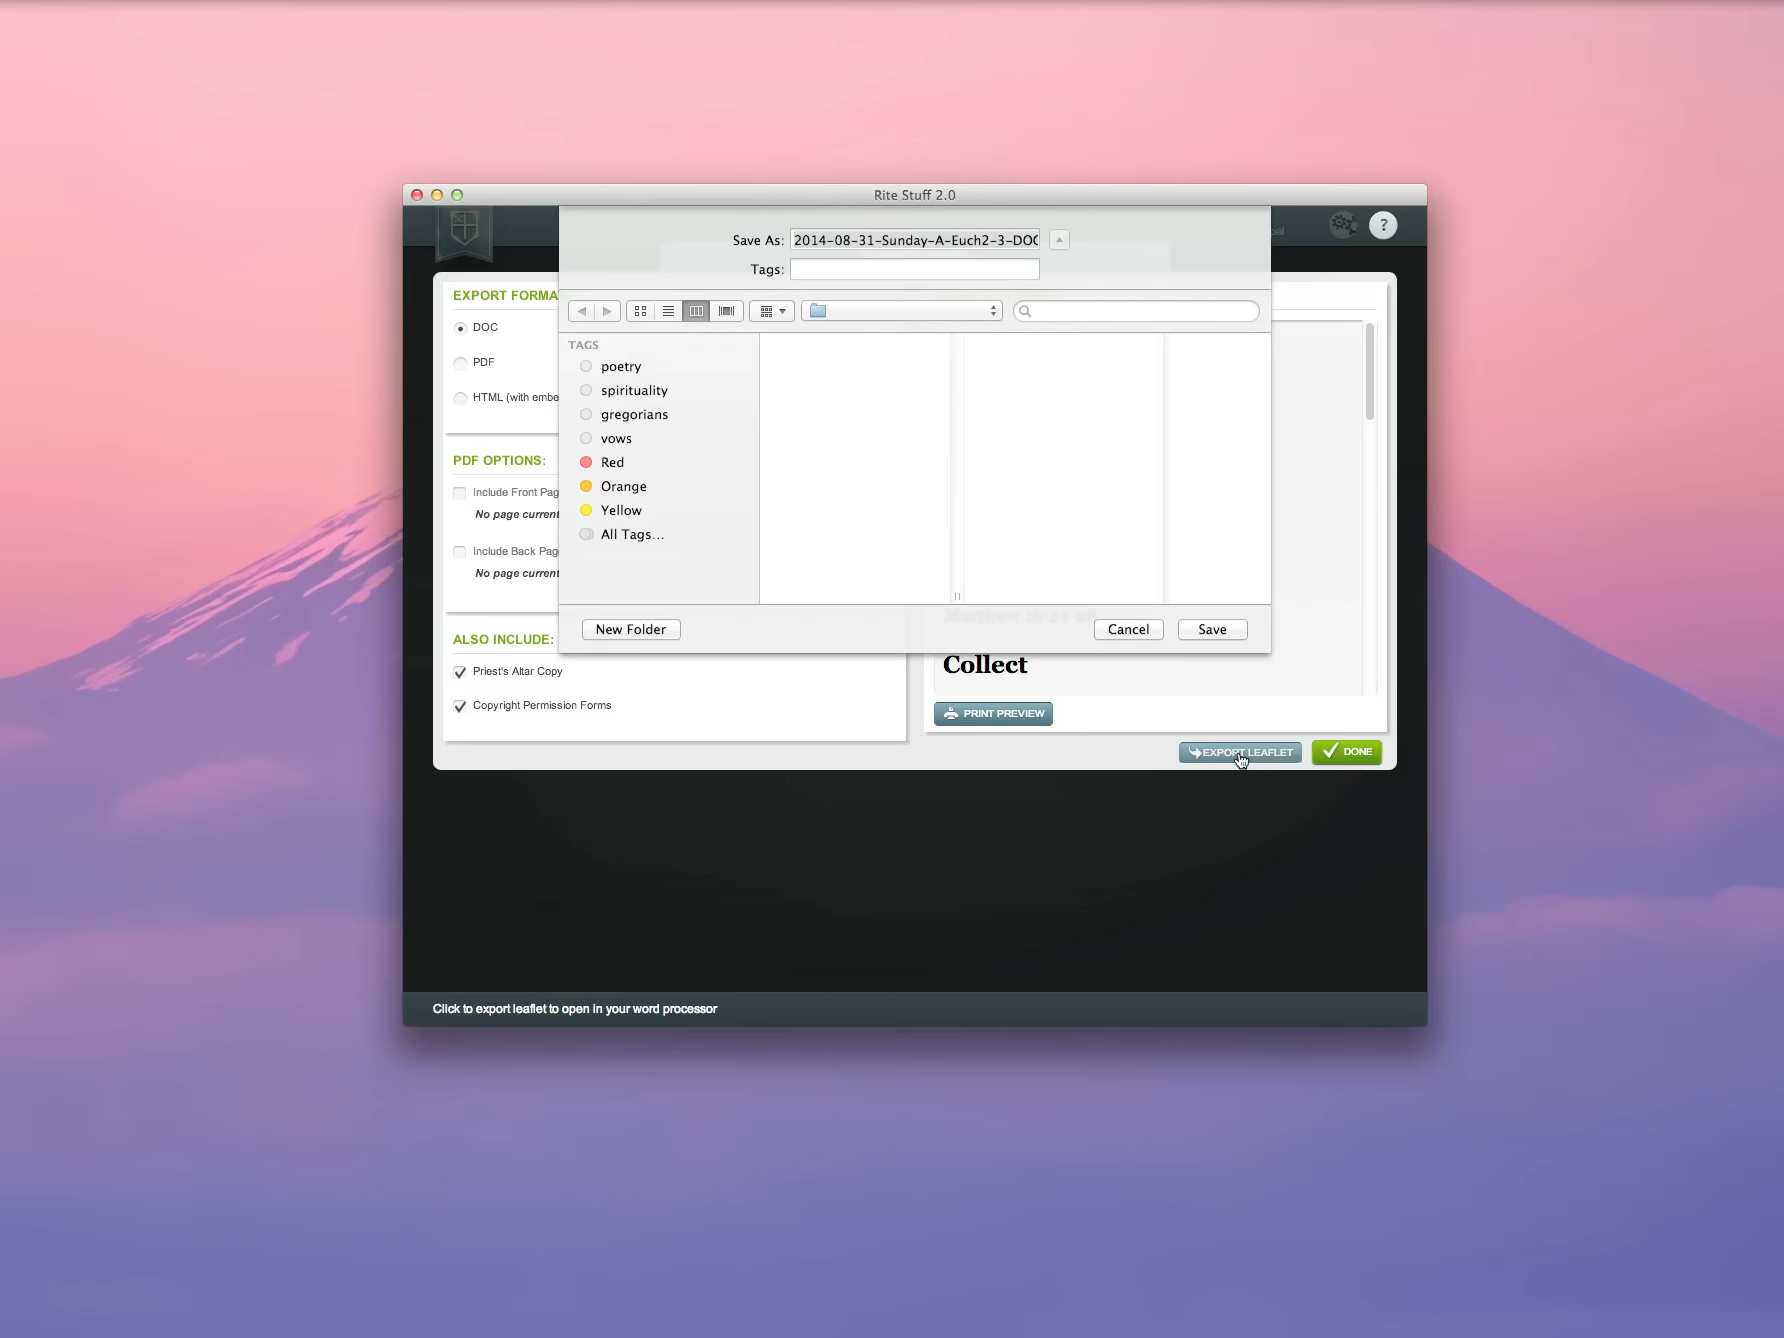 Rite Stuff 2.0
?
Save As: 2014-08-31-Sunday-A-Euch2-3-DOC
Tags:
TAGS
poetry
spirituality
gregorians
vows
Red
Orange
Yellow
All Tags...
New Folder
Cancel
Save
EXPORT FORMA
DOC
PDF
HTML (with embe
PDF OPTIONS:
Include Front Pag
No page current
Include Back Pag
No page current
ALSO INCLUDE:
Priest's Altar Copy
Copyright Permission Forms
Collect
PRINT PREVIEW
EXPORT LEAFLET
DONE
Click to export leaflet to open in your word processor